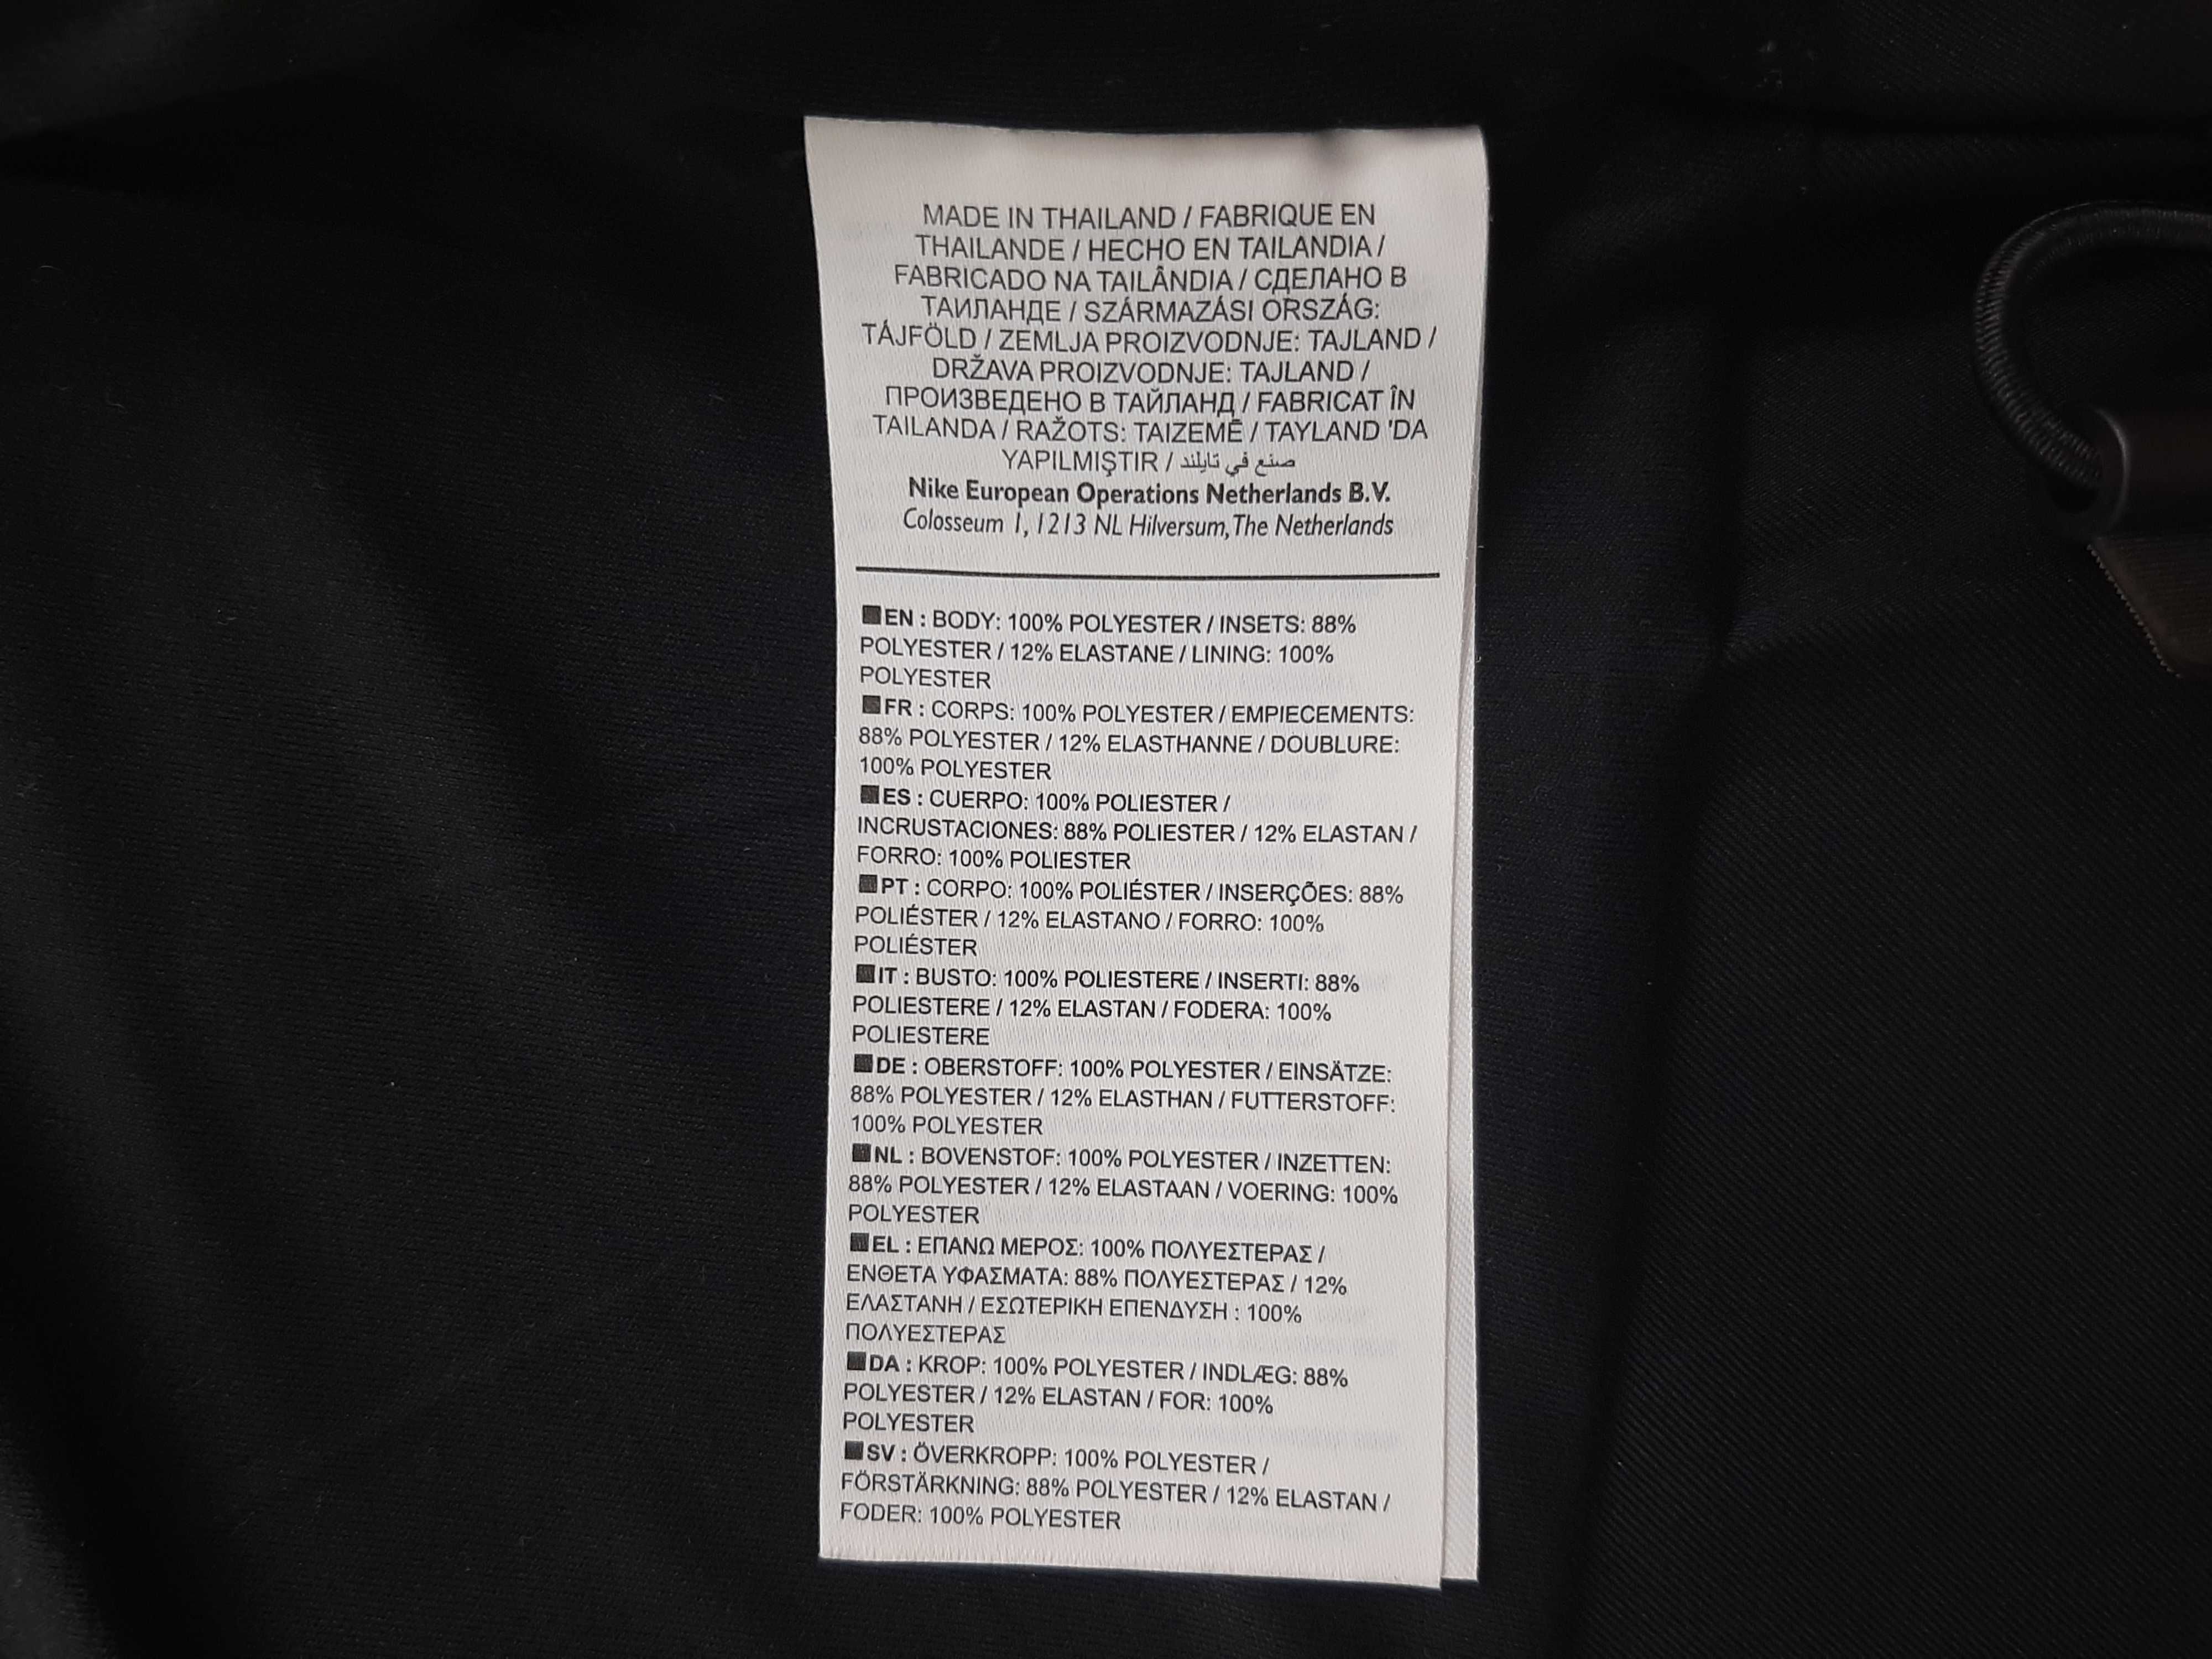 MADE IN THAILAND / FABRIQUE EN
THAILANDE / HECHO EN TAILANDIA /
FABRICADO NA TAILÂNDIA / СДЕЛАНО В
ТАИЛАНДЕ / SZÁRMAZÁSI ORSZÁG:
TÁJFÖLD / ZEMLJA PROIZVODNJE: TAJLAND /
DRŽAVA PROIZVODNJE: TAJLAND /
ПРОИЗВЕДЕНО В ТАЙЛАНД / FABRICAT ÎN
TAILANDA / RAŽOTS: TAIZEMĒ / TAYLAND 'DA
YAPILMIŞTIR / صنع في تايلند
Nike European Operations Netherlands B.V.
Colosseum 1, 1213 NL Hilversum, The Netherlands
■EN : BODY: 100% POLYESTER / INSETS: 88%
POLYESTER / 12% ELASTANE / LINING: 100%
POLYESTER
■FR : CORPS: 100% POLYESTER / EMPIECEMENTS:
88% POLYESTER / 12% ELASTHANNE / DOUBLURE:
100% POLYESTER
■ES : CUERPO: 100% POLIESTER /
INCRUSTACIONES: 88% POLIESTER / 12% ELASTAN /
FORRO: 100% POLIESTER
■PT : CORPO: 100% POLIÉSTER / INSERÇÕES: 88%
POLIÉSTER / 12% ELASTANO / FORRO: 100%
POLIÉSTER
■IT : BUSTO: 100% POLIESTERE / INSERTI: 88%
POLIESTERE / 12% ELASTAN / FODERA: 100%
POLIESTERE
■DE : OBERSTOFF: 100% POLYESTER / EINSÄTZE:
88% POLYESTER / 12% ELASTHAN / FUTTERSTOFF:
100% POLYESTER
■NL : BOVENSTOF: 100% POLYESTER / INZETTEN:
88% POLYESTER / 12% ELASTAAN / VOERING: 100%
POLYESTER
■EL : ΕΠΑΝΩ ΜΕΡΟΣ: 100% ΠΟΛΥΕΣΤΕΡΑΣ /
ΕΝΘΕΤΑ ΥΦΑΣΜΑΤΑ: 88% ΠΟΛΥΕΣΤΕΡΑΣ / 12%
ΕΛΑΣΤΑΝΗ / ΕΣΩΤΕΡΙΚΗ ΕΠΕΝΔΥΣΗ : 100%
ΠΟΛΥΕΣΤΕΡΑΣ
■DA : KROP: 100% POLYESTER / INDLÆG: 88%
POLYESTER / 12% ELASTAN / FOR: 100%
POLYESTER
■SV : ÖVERKROPP: 100% POLYESTER /
FÖRSTÄRKNING: 88% POLYESTER / 12% ELASTAN /
FODER: 100% POLYESTER